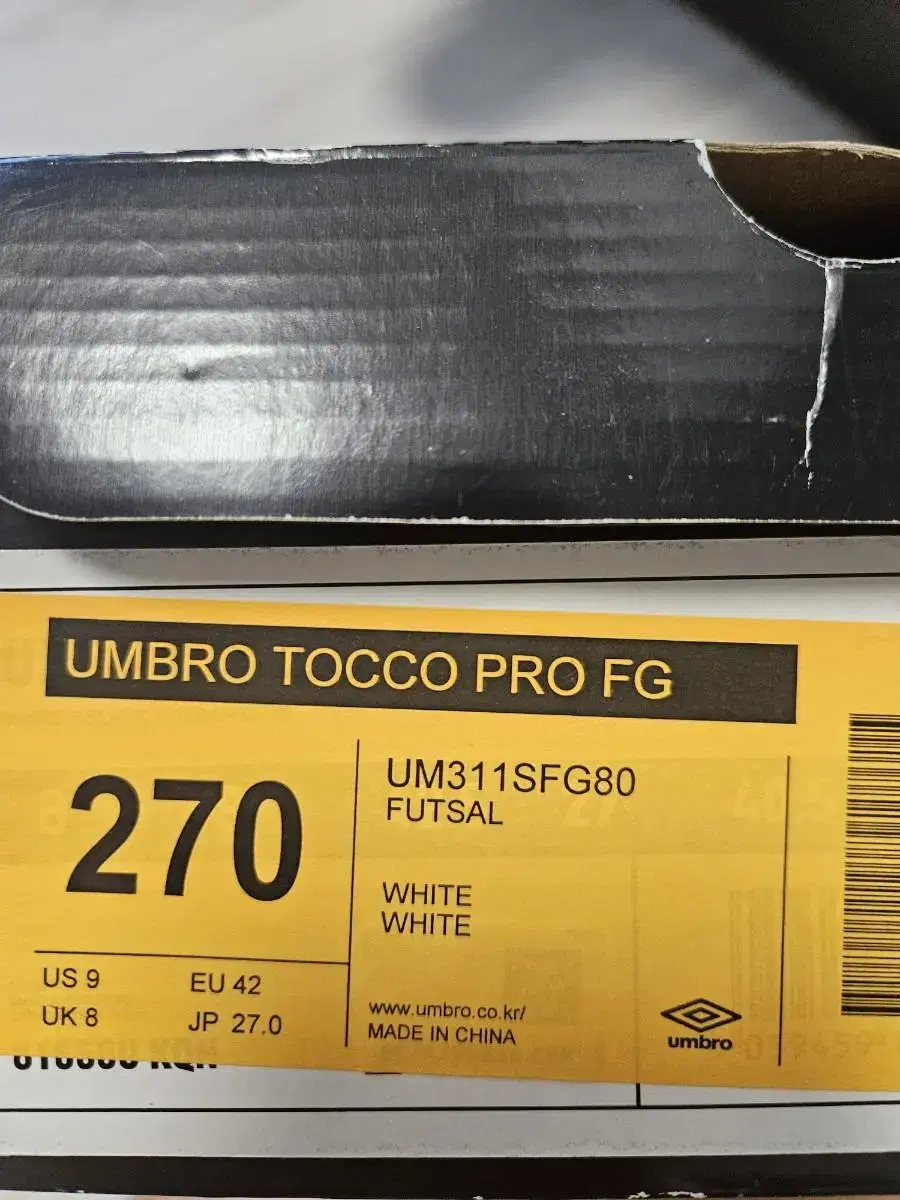 UMBRO TOCCO PRO FG
270
UM311SFG80
FUTSAL
WHITE
WHITE
US 9
EU 42
UK 8
JP 27.0
www.umbro.co.kr/
MADE IN CHINA
umbro